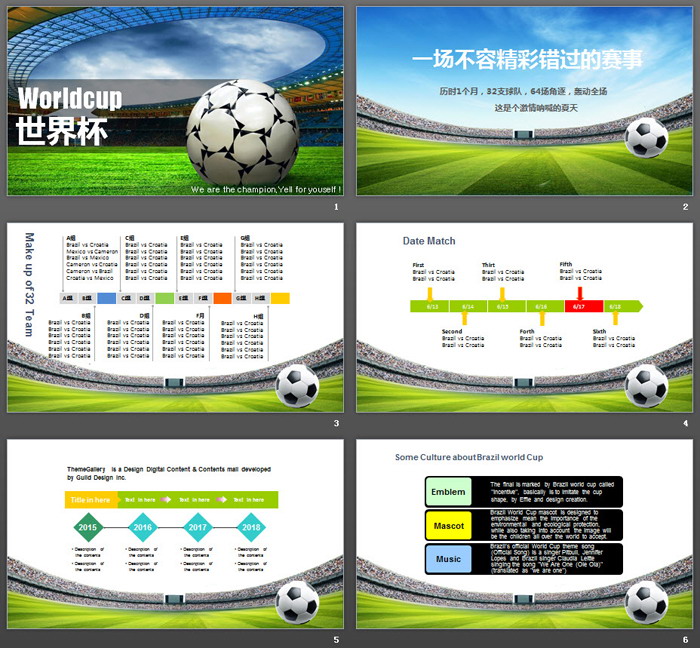 Worldcup
世界杯
We are the champion,Yell for youself !
1
一场不容精彩错过的赛事
历时1个月，32支球队，64场角逐，轰动全球
这是个激情呐喊的夏天
2
Make up of 32 Team
A组
Brazil vs Croatia
Mexico vs Cameron
Brazil vs Mexico
Cameron vs Croatia
Cameron vs Brazil
Croatia vs Mexico
C组
Brazil vs Croatia
Brazil vs Croatia
Brazil vs Croatia
Brazil vs Croatia
Brazil vs Croatia
Brazil vs Croatia
E组
Brazil vs Croatia
Brazil vs Croatia
Brazil vs Croatia
Brazil vs Croatia
Brazil vs Croatia
Brazil vs Croatia
G组
Brazil vs Croatia
Brazil vs Croatia
Brazil vs Croatia
Brazil vs Croatia
Brazil vs Croatia
Brazil vs Croatia
A组 B组 C组 D组 E组 F组 G组 H组
B组
Brazil vs Croatia
Brazil vs Croatia
Brazil vs Croatia
Brazil vs Croatia
Brazil vs Croatia
Brazil vs Croatia
D组
Brazil vs Croatia
Brazil vs Croatia
Brazil vs Croatia
Brazil vs Croatia
Brazil vs Croatia
Brazil vs Croatia
F月
Brazil vs Croatia
Brazil vs Croatia
Brazil vs Croatia
Brazil vs Croatia
Brazil vs Croatia
Brazil vs Croatia
H组
Brazil vs Croatia
Brazil vs Croatia
Brazil vs Croatia
Brazil vs Croatia
Brazil vs Croatia
Brazil vs Croatia
3
Date Match
First
Brazil vs Croatia
Brazil vs Croatia
Thirt
Brazil vs Croatia
Brazil vs Croatia
Fifth
Brazil vs Croatia
Brazil vs Croatia
6/13 6/14 6/15 6/16 6/17 6/18
Second
Brazil vs Croatia
Brazil vs Croatia
Forth
Brazil vs Croatia
Brazil vs Croatia
Sixth
Brazil vs Croatia
Brazil vs Croatia
4
ThemeGallery is a Design Digital Content & Contents mall developed
by Guild Design Inc.
Title in here Text in here Text in here Text in here
2015 2016 2017 2018
• Description of
the contents
• Description of
the contents
• Description of
the contents
• Description of
the contents
• Description of
the contents
• Description of
the contents
• Description of
the contents
• Description of
the contents
5
Some Culture about Brazil world Cup
Emblem
The final is marked by Brazil world cup called
"Incentive", basically is to imitate the cup
shape, by Effie and design creation.
Mascot
Brazil World Cup mascot is designed to
emphasize mean the importance of the
environmental and ecological protection,
while also taking into account the image will
be the children all over the world to accept.
Music
Brazil's official World Cup theme song
(Official Song) is a singer Pitbull, Jennifer
Lopes and Brazil singer Claudia Leitte
singing the song "We Are One (Ole Ola)"
(translated as "we are one")
6